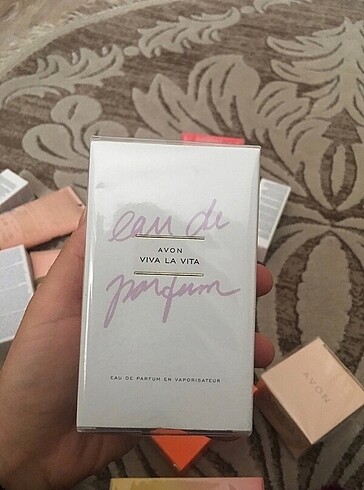 eau de
AVON
VIVA LA VITA
parfum
EAU DE PARFUM EN VAPORISATEUR
AVON